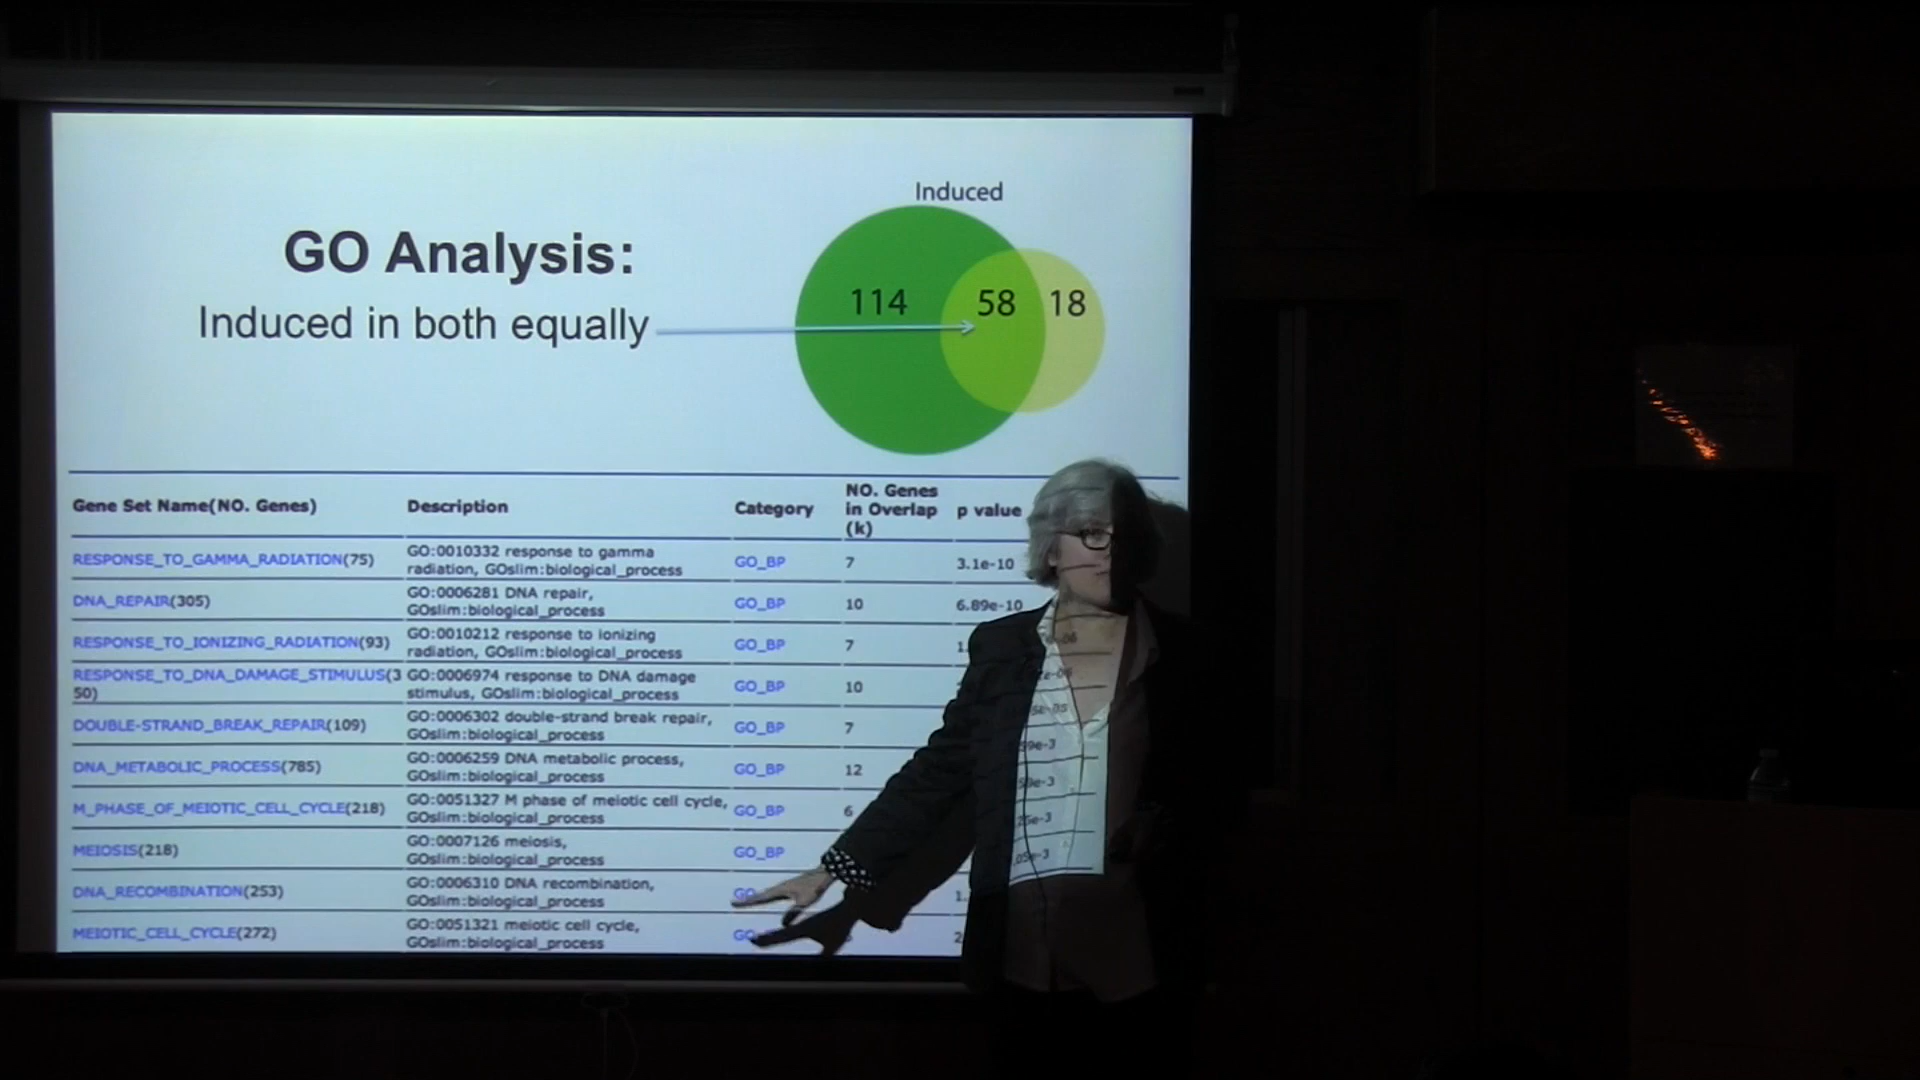 Induced
GO Analysis:
114 58 18
Induced in both equally
Gene Set Name(NO. Genes) Description Category NO. Genes in Overlap (k) p value
RESPONSE_TO_GAMMA_RADIATION(75) GO:0010332 response to gamma radiation, GOslim:biological_process GO_BP 7 3.1e-10
DNA_REPAIR(305) GO:0006281 DNA repair, GOslim:biological_process GO_BP 10 6.89e-10
RESPONSE_TO_IONIZING_RADIATION(93) GO:0010212 response to ionizing radiation, GOslim:biological_process GO_BP 7
RESPONSE_TO_DNA_DAMAGE_STIMULUS(350) GO:0006974 response to DNA damage stimulus, GOslim:biological_process GO_BP 10
DOUBLE-STRAND_BREAK_REPAIR(109) GO:0006302 double-strand break repair, GOslim:biological_process GO_BP 7
DNA_METABOLIC_PROCESS(785) GO:0006259 DNA metabolic process, GOslim:biological_process GO_BP 12
M_PHASE_OF_MEIOTIC_CELL_CYCLE(218) GO:0051327 M phase of meiotic cell cycle, GOslim:biological_process GO_BP 6
MEIOSIS(218) GO:0007126 meiosis, GOslim:biological_process GO_BP
DNA_RECOMBINATION(253) GO:0006310 DNA recombination, GOslim:biological_process
MEIOTIC_CELL_CYCLE(272) GO:0051321 meiotic cell cycle, GOslim:biological_process